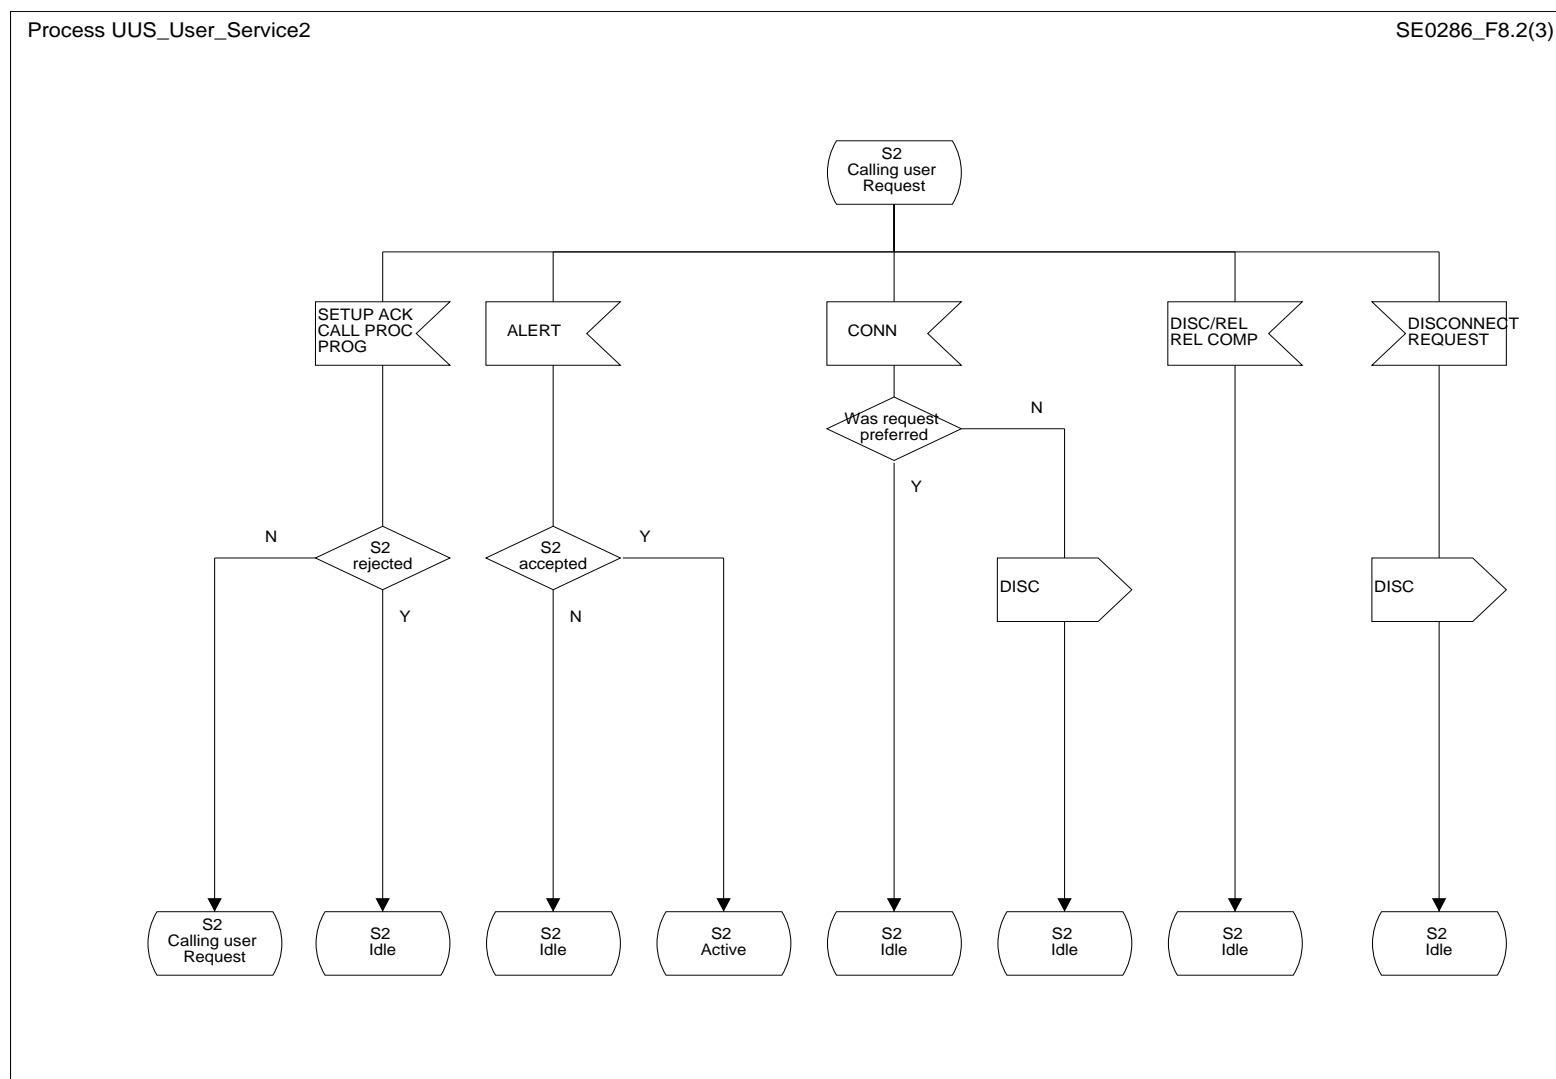 Process UUS_User_Service2
SE0286_F8.2(3)
S2
Calling user
Request
SETUP ACK
CALL PROC
PROG
ALERT
CONN
DISC/REL
REL COMP
DISCONNECT
REQUEST
Was request
preferred
N
Y
N
S2
rejected
Y
S2
accepted
Y
N
DISC
DISC
S2
Calling user
Request
S2
Idle
S2
Idle
S2
Active
S2
Idle
S2
Idle
S2
Idle
S2
Idle